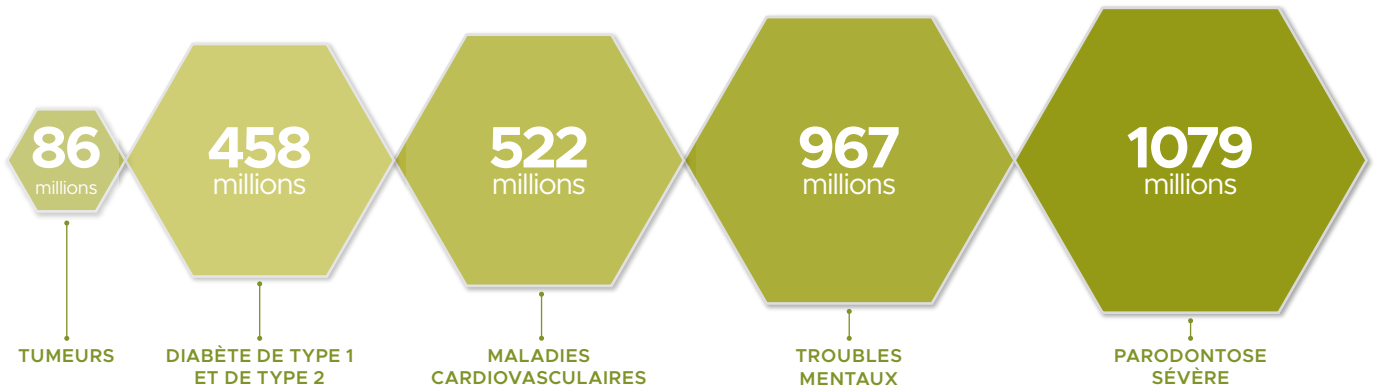 86
millions
458
millions
522
millions
967
millions
1079
millions
TUMEURS
DIABÈTE DE TYPE 1
ET DE TYPE 2
MALADIES
CARDIOVASCULAIRES
TROUBLES
MENTAUX
PARODONTOSE
SÉVÈRE